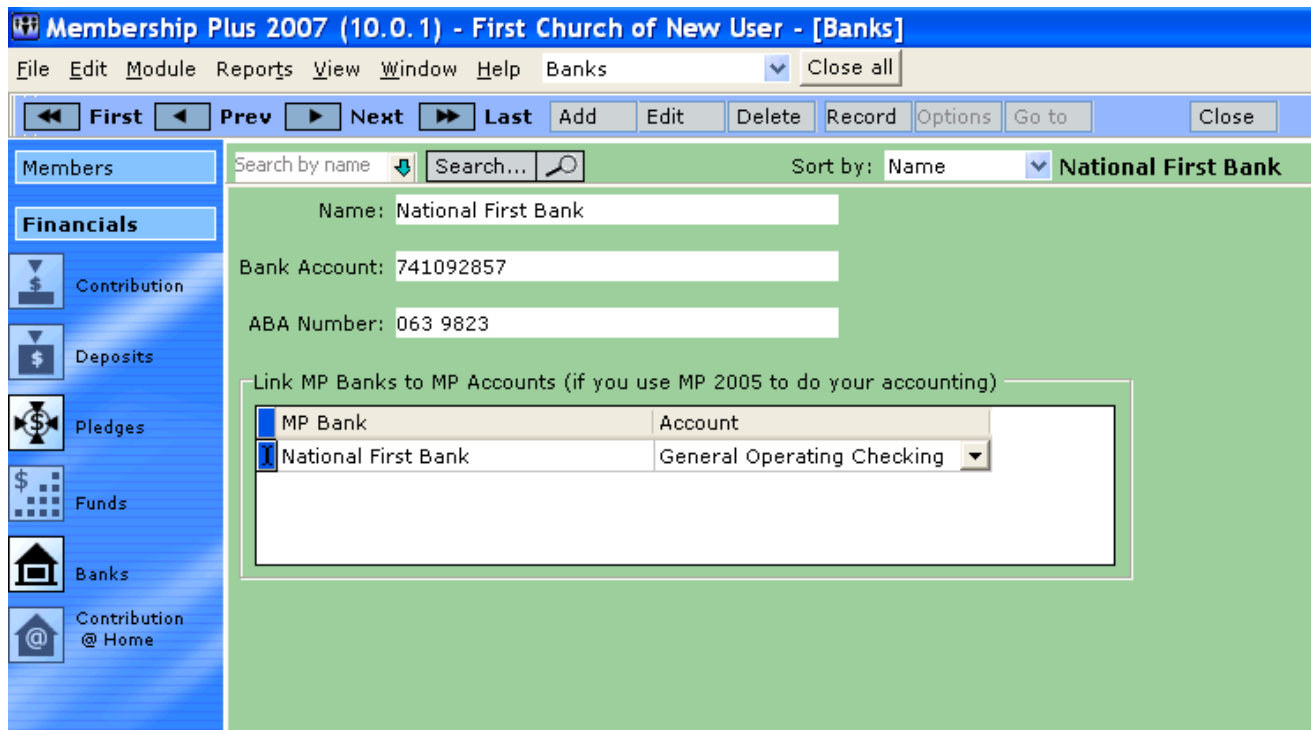 Membership Plus 2007 (10.0.1) - First Church of New User - [Banks]
File Edit Module Reports View Window Help Banks Close all
First Prev Next Last Add Edit Delete Record Options Go to Close
Members
Search by name Search... Sort by: Name National First Bank
Financials
Name: National First Bank
Bank Account: 741092857
Contribution
ABA Number: 063 9823
Deposits
Link MP Banks to MP Accounts (if you use MP 2005 to do your accounting)
MP Bank Account
Pledges
National First Bank General Operating Checking
Funds
Banks
Contribution
@ Home